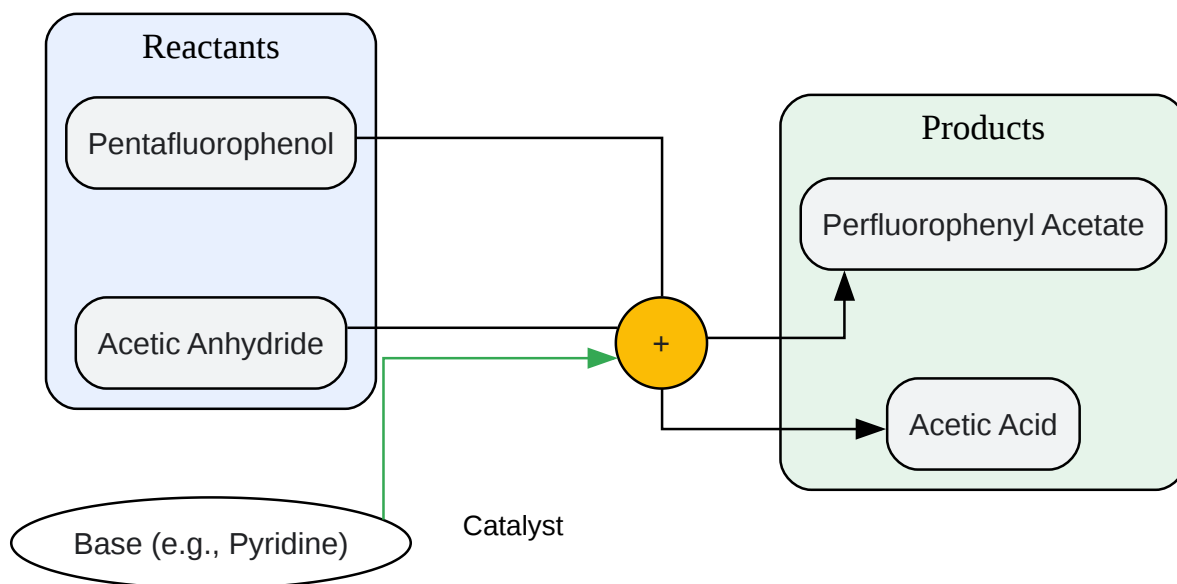 Reactants
Pentafluorophenol
Acetic Anhydride
+
Products
Perfluorophenyl Acetate
Acetic Acid
Base (e.g., Pyridine)
Catalyst